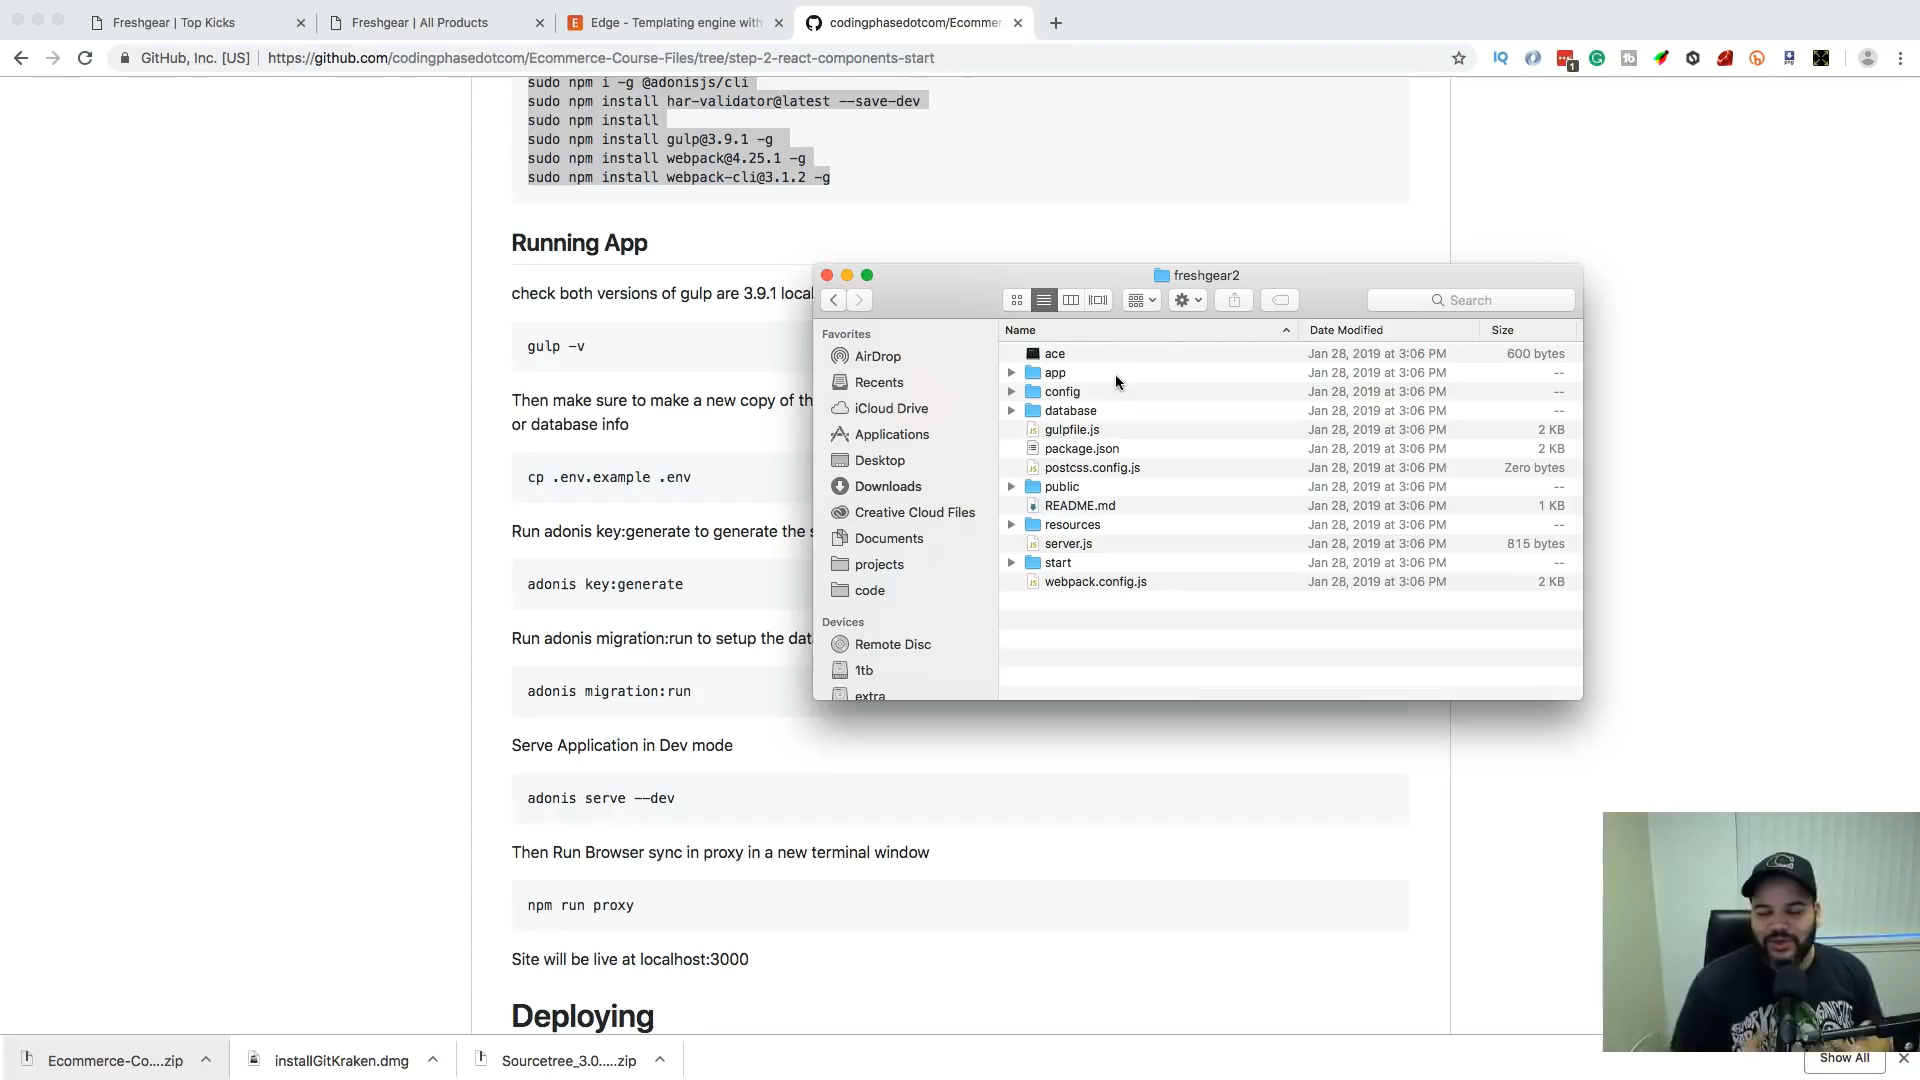 Freshgear | Top Kicks
Freshgear | All Products
Edge - Templating engine with
codingphasedotcom/Ecommer
GitHub, Inc. [US]
https://github.com/codingphasedotcom/Ecommerce-Course-Files/tree/step-2-react-components-start
sudo npm i -g @adonisjs/cli
sudo npm install har-validator@latest --save-dev
sudo npm install
sudo npm install gulp@3.9.1 -g
sudo npm install webpack@4.25.1 -g
sudo npm install webpack-cli@3.1.2 -g
Running App
check both versions of gulp are 3.9.1 local
gulp -v
Then make sure to make a new copy of th
or database info
cp .env.example .env
Run adonis key:generate to generate the s
adonis key:generate
Run adonis migration:run to setup the dat
adonis migration:run
Serve Application in Dev mode
adonis serve --dev
Then Run Browser sync in proxy in a new terminal window
npm run proxy
Site will be live at localhost:3000
Deploying
freshgear2
Search
Favorites
AirDrop
Recents
iCloud Drive
Applications
Desktop
Downloads
Creative Cloud Files
Documents
projects
code
Devices
Remote Disc
1tb
extra
Name Date Modified Size
ace Jan 28, 2019 at 3:06 PM 600 bytes
app Jan 28, 2019 at 3:06 PM --
config Jan 28, 2019 at 3:06 PM --
database Jan 28, 2019 at 3:06 PM --
gulpfile.js Jan 28, 2019 at 3:06 PM 2 KB
package.json Jan 28, 2019 at 3:06 PM 2 KB
postcss.config.js Jan 28, 2019 at 3:06 PM Zero bytes
public Jan 28, 2019 at 3:06 PM --
README.md Jan 28, 2019 at 3:06 PM 1 KB
resources Jan 28, 2019 at 3:06 PM --
server.js Jan 28, 2019 at 3:06 PM 815 bytes
start Jan 28, 2019 at 3:06 PM --
webpack.config.js Jan 28, 2019 at 3:06 PM 2 KB
Ecommerce-Co....zip
installGitKraken.dmg
Sourcetree_3.0.....zip
Show All